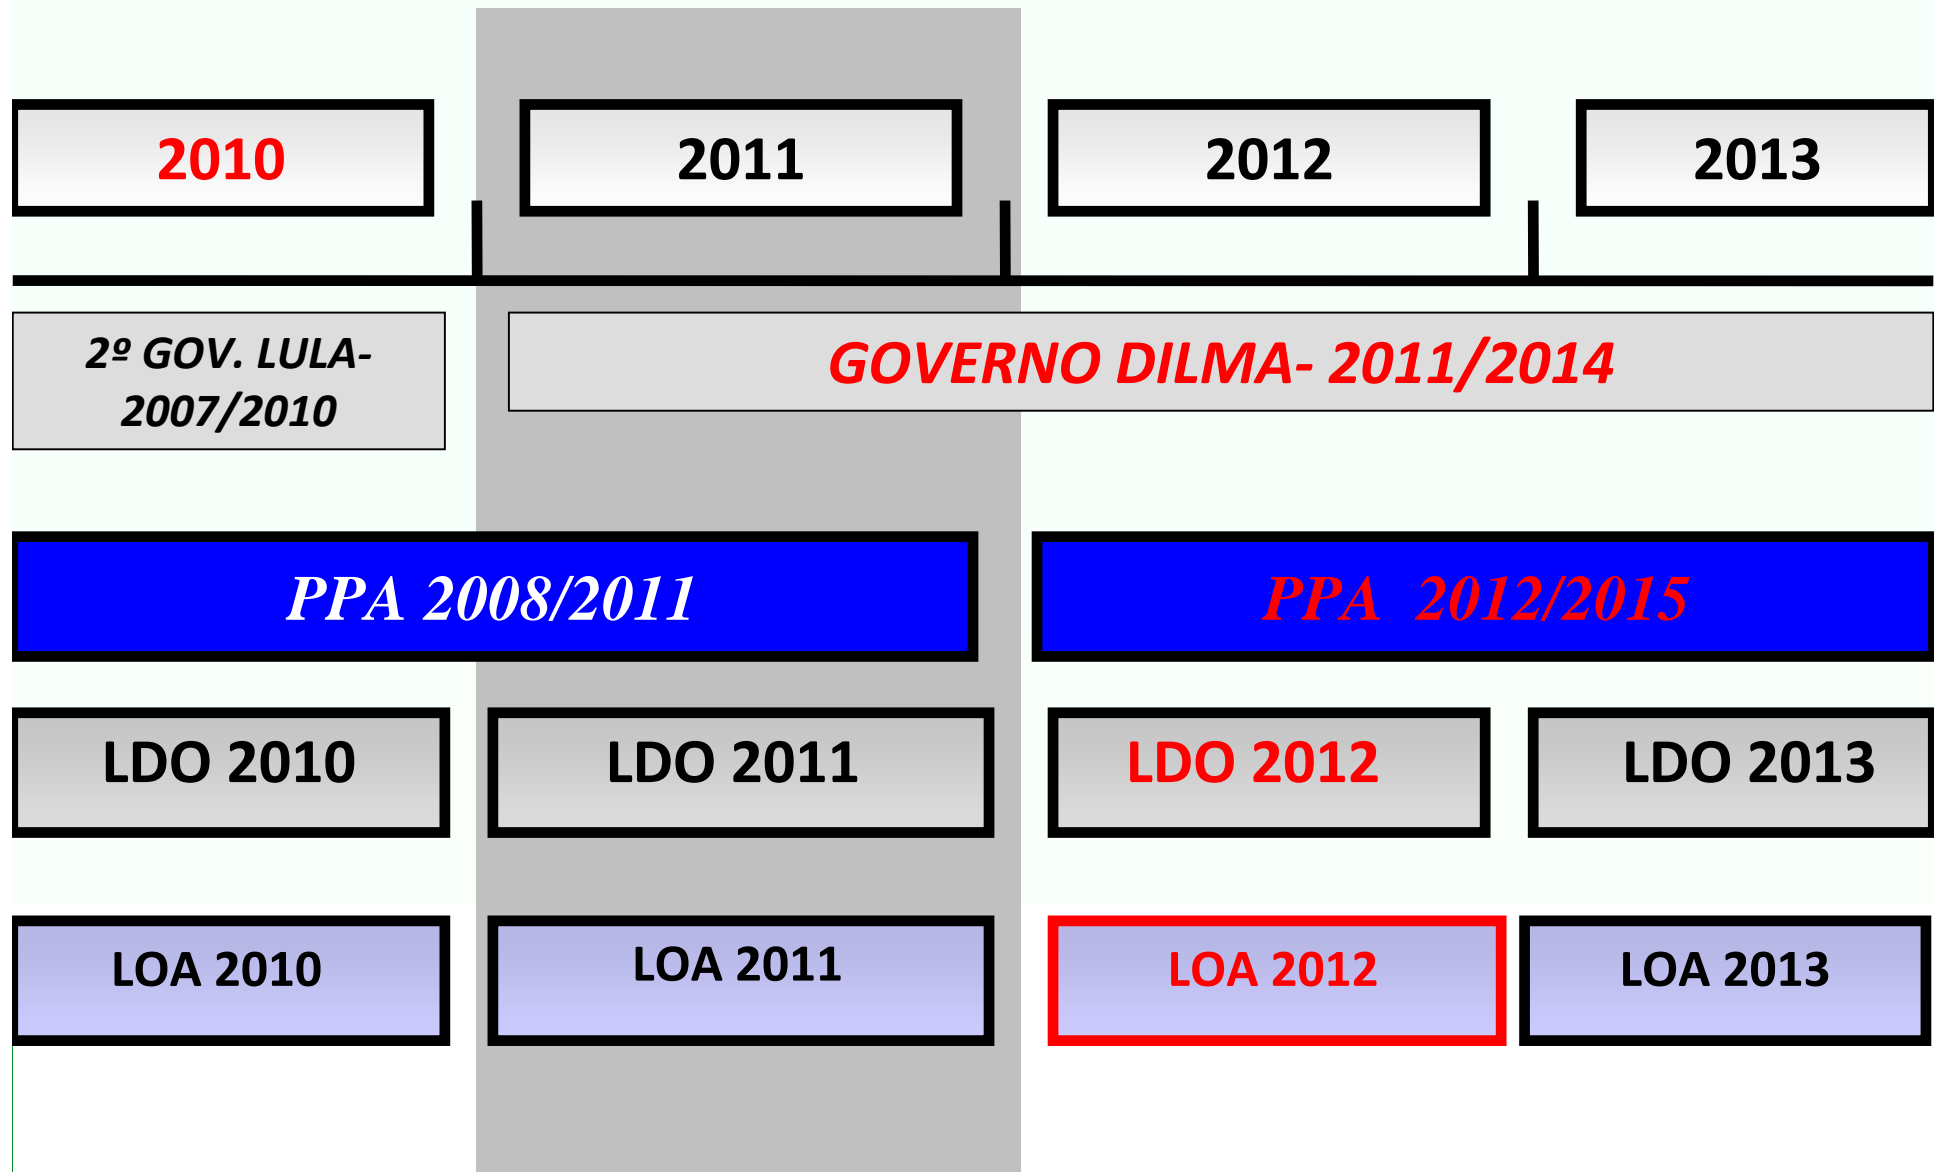 2010
2011
2012
2013
2º GOV. LULA-
2007/2010
GOVERNO DILMA- 2011/2014
PPA 2008/2011
PPA 2012/2015
LDO 2010
LDO 2011
LDO 2012
LDO 2013
LOA 2010
LOA 2011
LOA 2012
LOA 2013